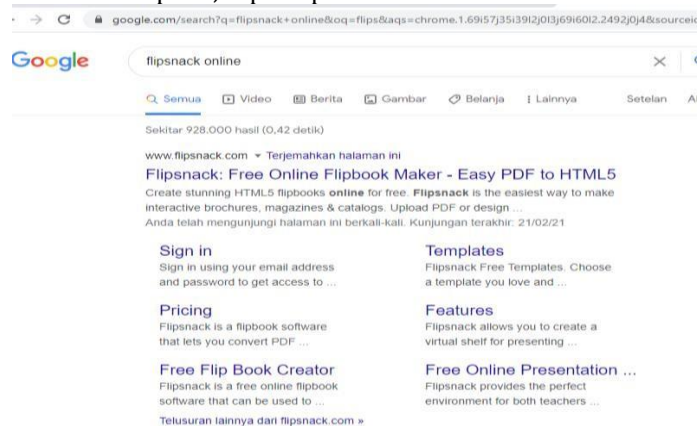 google.com/search?q=flipsnack+online&oq=flips&aqs=chrome.1.69i57j35i39l2j0l3j69i60l2.2492j0j4&sourceid
Google
flipsnack online
Semua Video Berita Gambar Belanja Lainnya Setelan
Sekitar 928.000 hasil (0,42 detik)
www.flipsnack.com Terjemahkan halaman ini
Flipsnack: Free Online Flipbook Maker - Easy PDF to HTML5
Create stunning HTML5 flipbooks online for free. Flipsnack is the easiest way to make
interactive brochures, magazines & catalogs. Upload PDF or design ...
Anda telah mengunjungi halaman ini berkali-kali. Kunjungan terakhir: 21/02/21
Sign in
Sign in using your email address
and password to get access to ...
Templates
Flipsnack Free Templates. Choose
a template you love and ...
Pricing
Flipsnack is a flipbook software
that lets you convert PDF ...
Features
Flipsnack allows you to create a
virtual shelf for presenting ...
Free Flip Book Creator
Flipsnack is a free online flipbook
software that can be used to ...
Free Online Presentation ...
Flipsnack provides the perfect
environment for both teachers ...
Telusuran lainnya dari flipsnack.com »